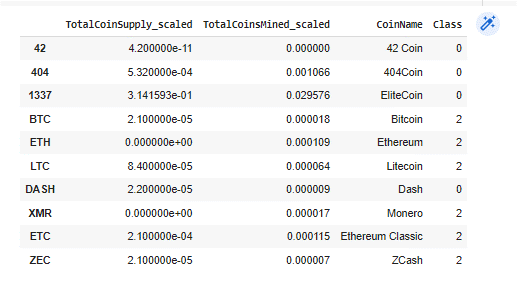 TotalCoinSupply_scaled TotalCoinsMined_scaled CoinName Class
42 4.200000e-11 0.000000 42 Coin 0
404 5.320000e-04 0.001066 404Coin 0
1337 3.141593e-01 0.029576 EliteCoin 0
BTC 2.100000e-05 0.000018 Bitcoin 2
ETH 0.000000e+00 0.000109 Ethereum 2
LTC 8.400000e-05 0.000064 Litecoin 2
DASH 2.200000e-05 0.000009 Dash 0
XMR 0.000000e+00 0.000017 Monero 2
ETC 2.100000e-04 0.000115 Ethereum Classic 2
ZEC 2.100000e-05 0.000007 ZCash 2